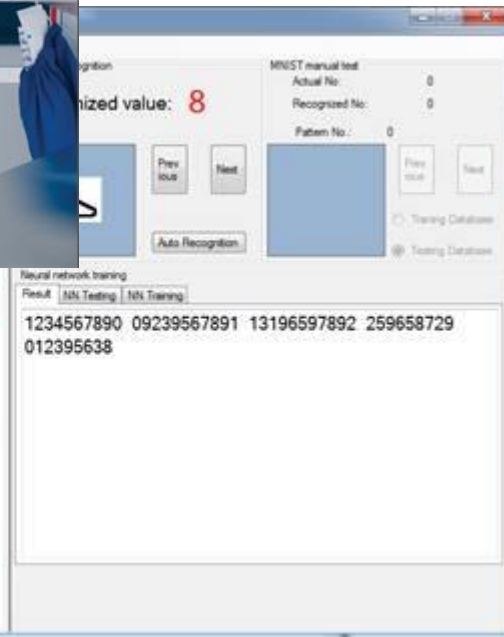 ognition
nized value: 8
Prev
ious
Next
Auto Recognition
MNIST manual test
Actual No: 0
Recognized No: 0
Pattern No.: 0
Prev
ious
Next
Traning Database
Testing Database
Neural network training
Result NN Testing NN Training
1234567890 09239567891 13196597892 259658729
012395638